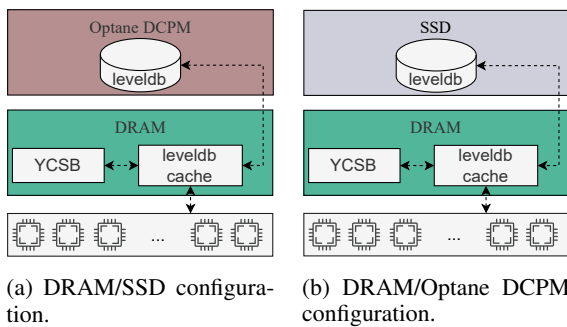 Optane DCPM
leveldb
DRAM
YCSB
leveldb
cache
...
(a) DRAM/SSD configura-
tion.
SSD
leveldb
DRAM
YCSB
leveldb
cache
...
(b) DRAM/Optane DCPM
configuration.